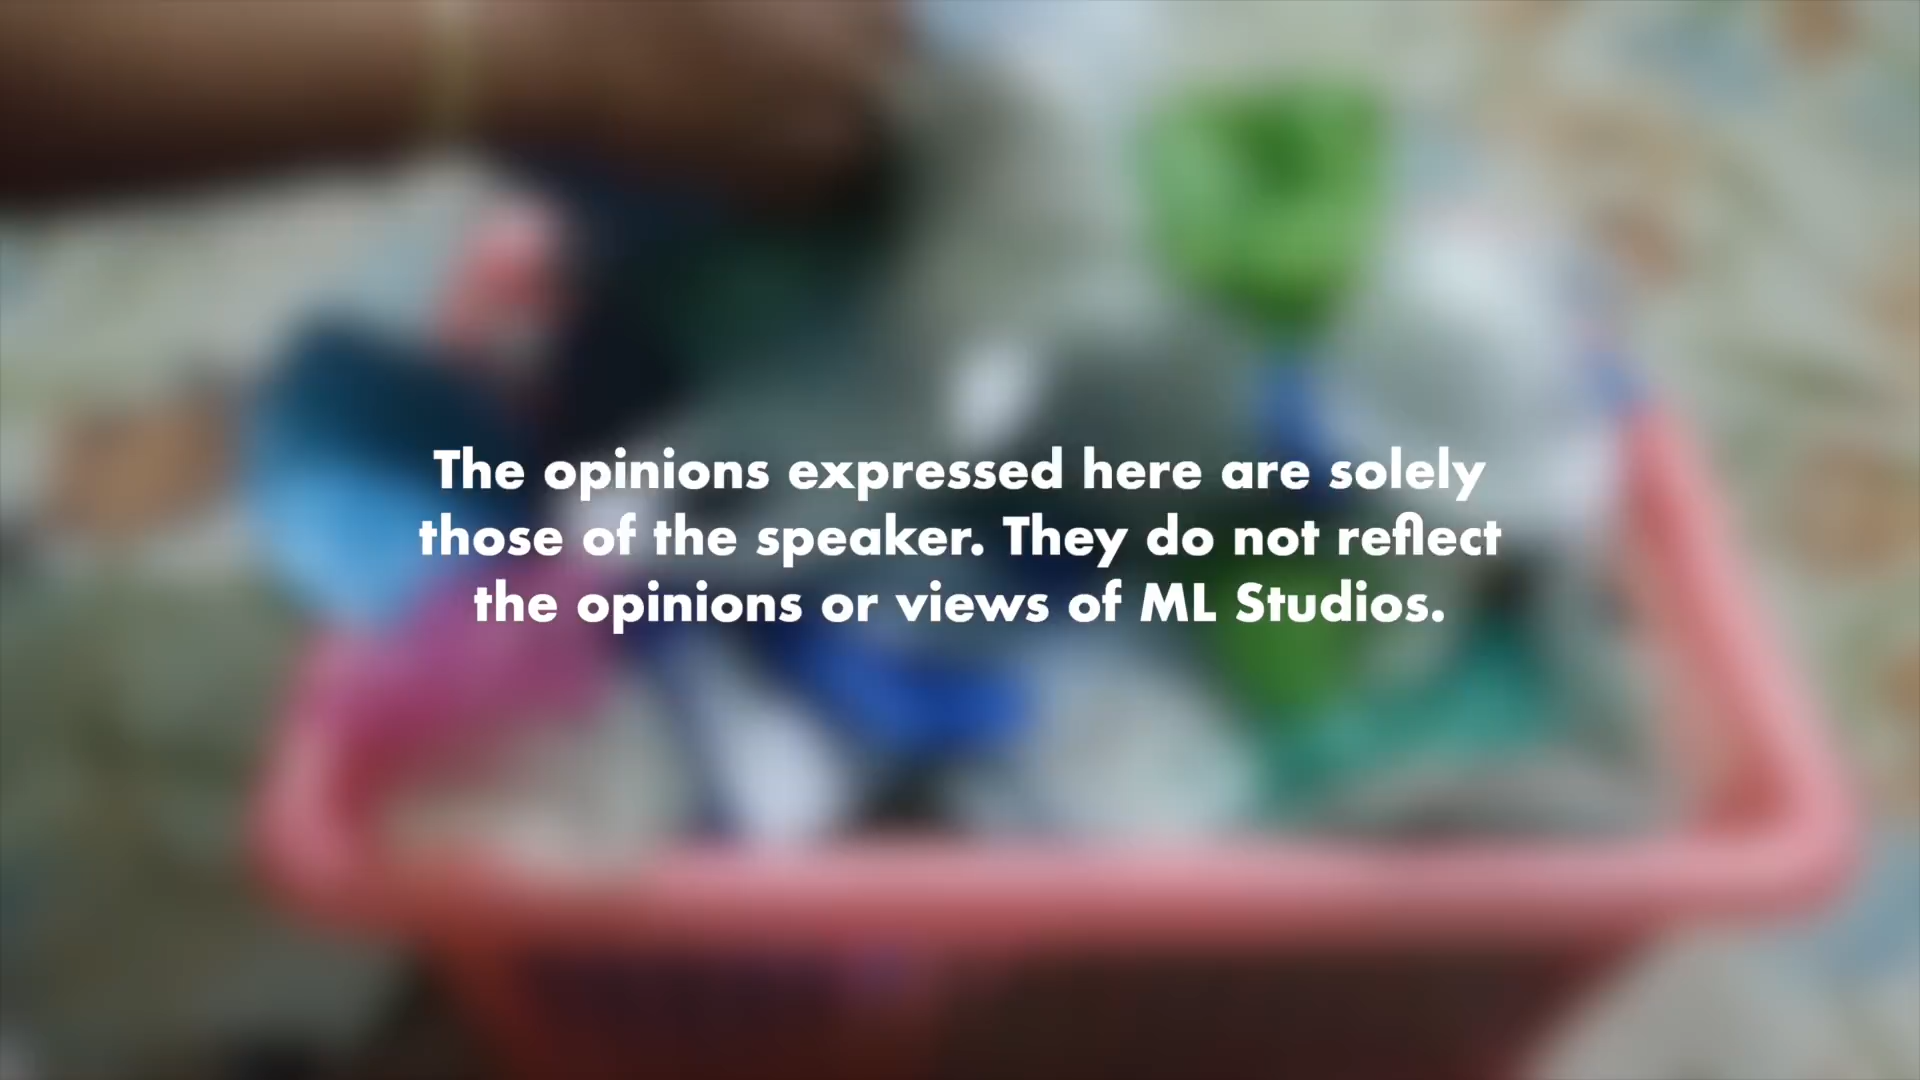 The opinions expressed here are solely
those of the speaker. They do not reflect
the opinions or views of ML Studios.